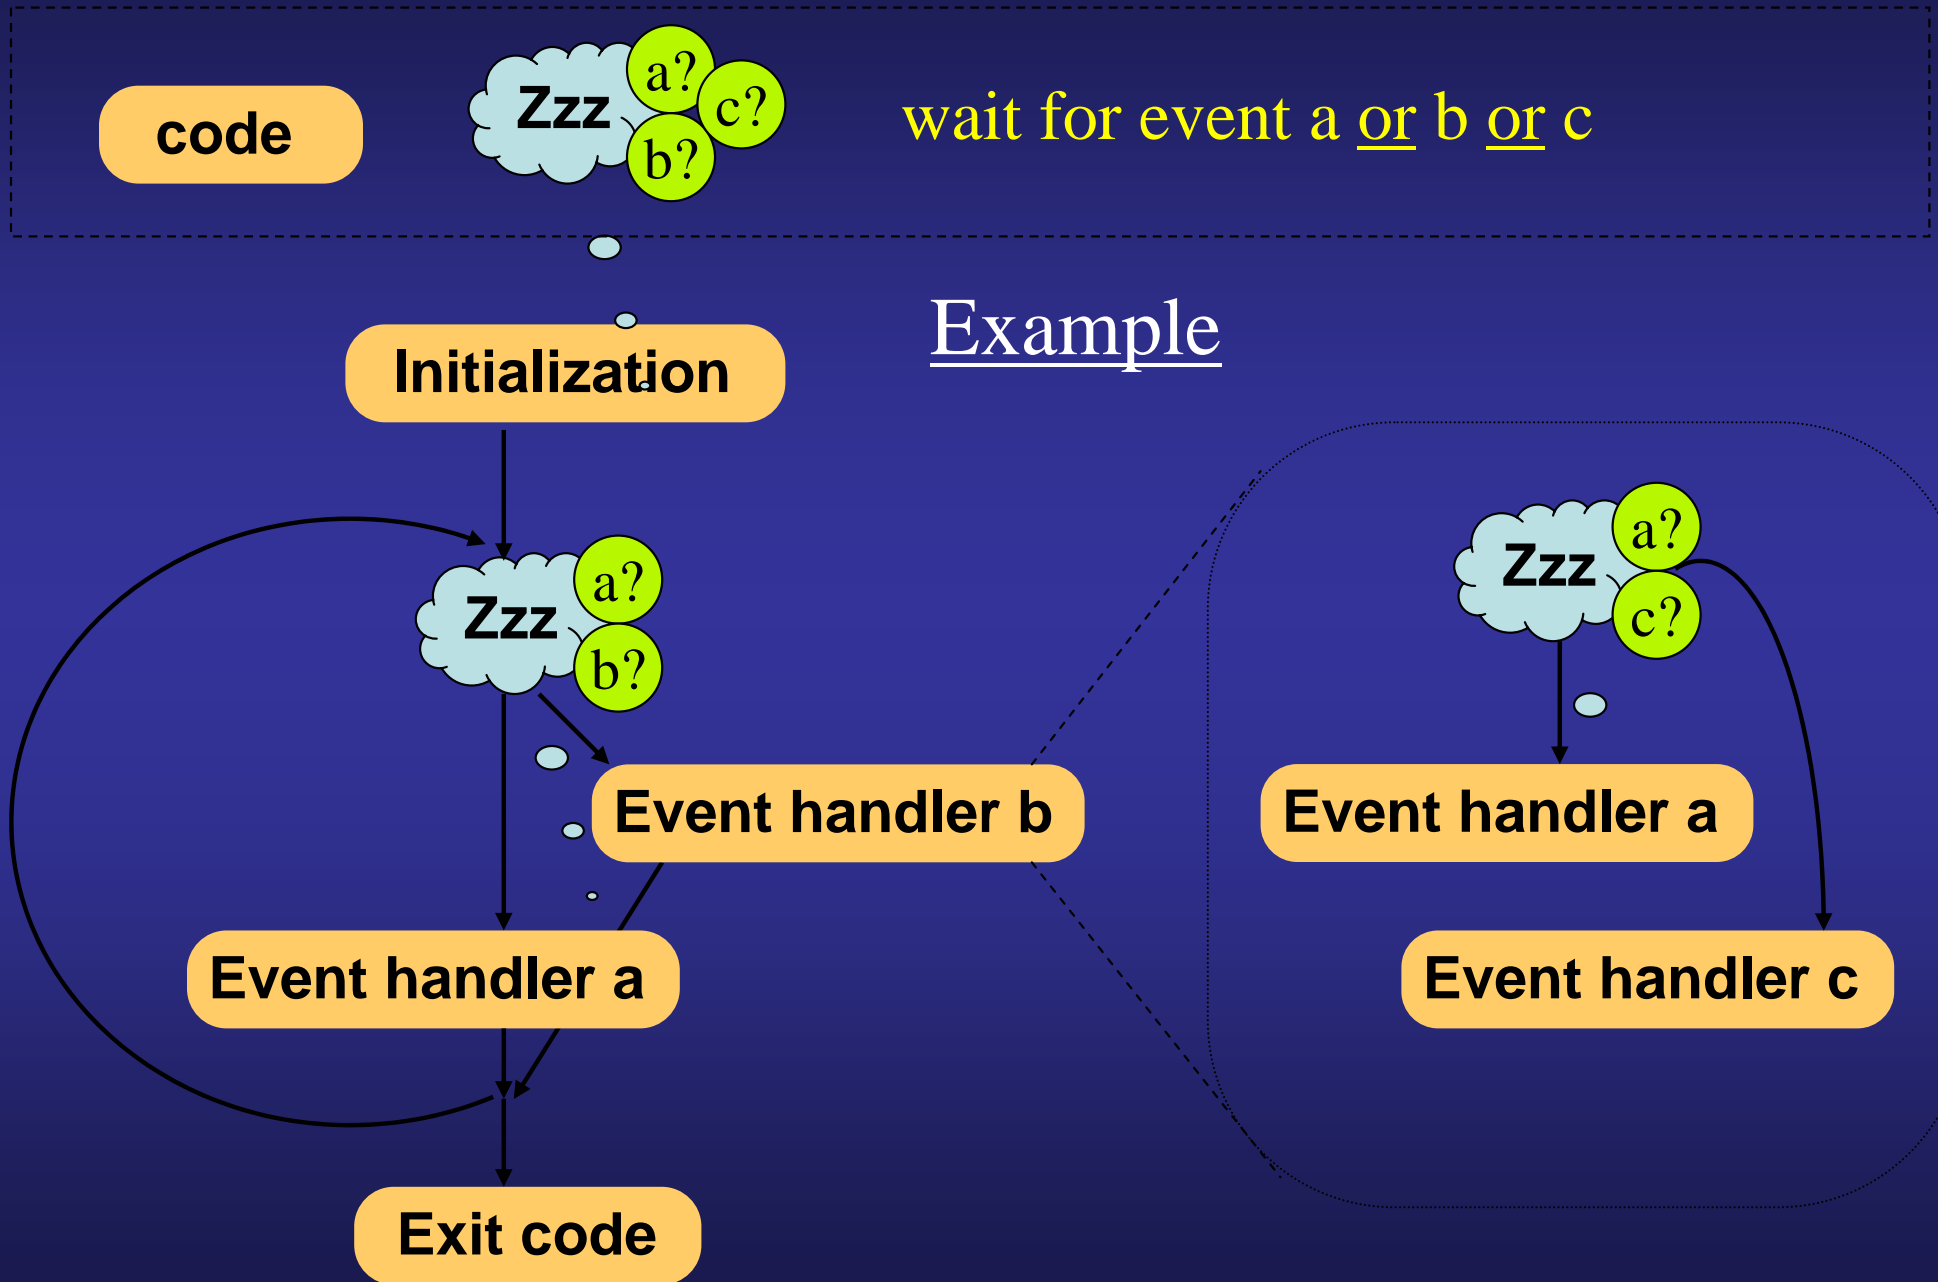 code
Zzz
a?
c?
b?
wait for event a or b or c
Example
Initialization
Zzz
a?
b?
Event handler b
Event handler a
Exit code
Zzz
a?
c?
Event handler a
Event handler c